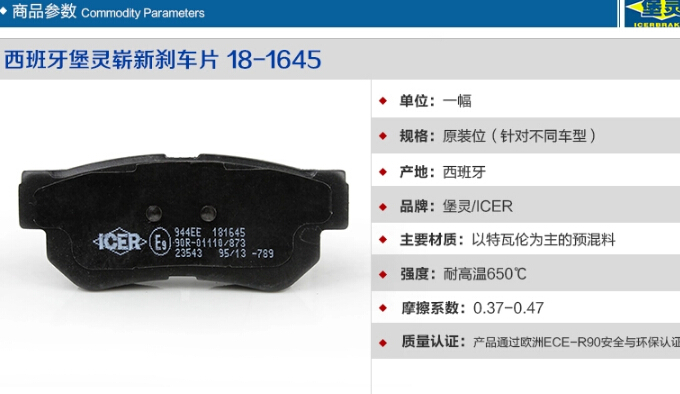 商品参数 Commodity Parameters
堡灵
ICERBRAKE
西班牙堡灵崭新刹车片 18-1645
单位：一幅
规格：原装位（针对不同车型）
产地：西班牙
品牌：堡灵/ICER
主要材质：以特瓦伦为主的预混料
强度：耐高温650℃
摩擦系数：0.37-0.47
质量认证：产品通过欧洲ECE-R90安全与环保认证
ICER
E9
944EE 181645
90R-01110/873
23543 95/13 -789